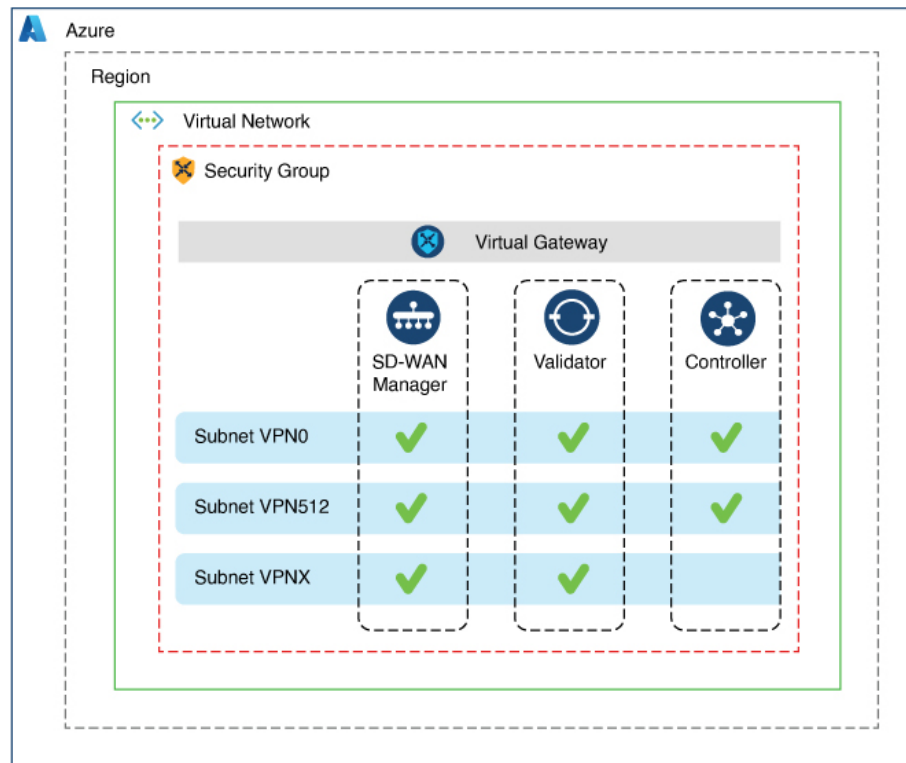 Azure
Region
Virtual Network
Security Group
Virtual Gateway
SD-WAN
Manager
Validator
Controller
Subnet VPN0
Subnet VPN512
Subnet VPNX